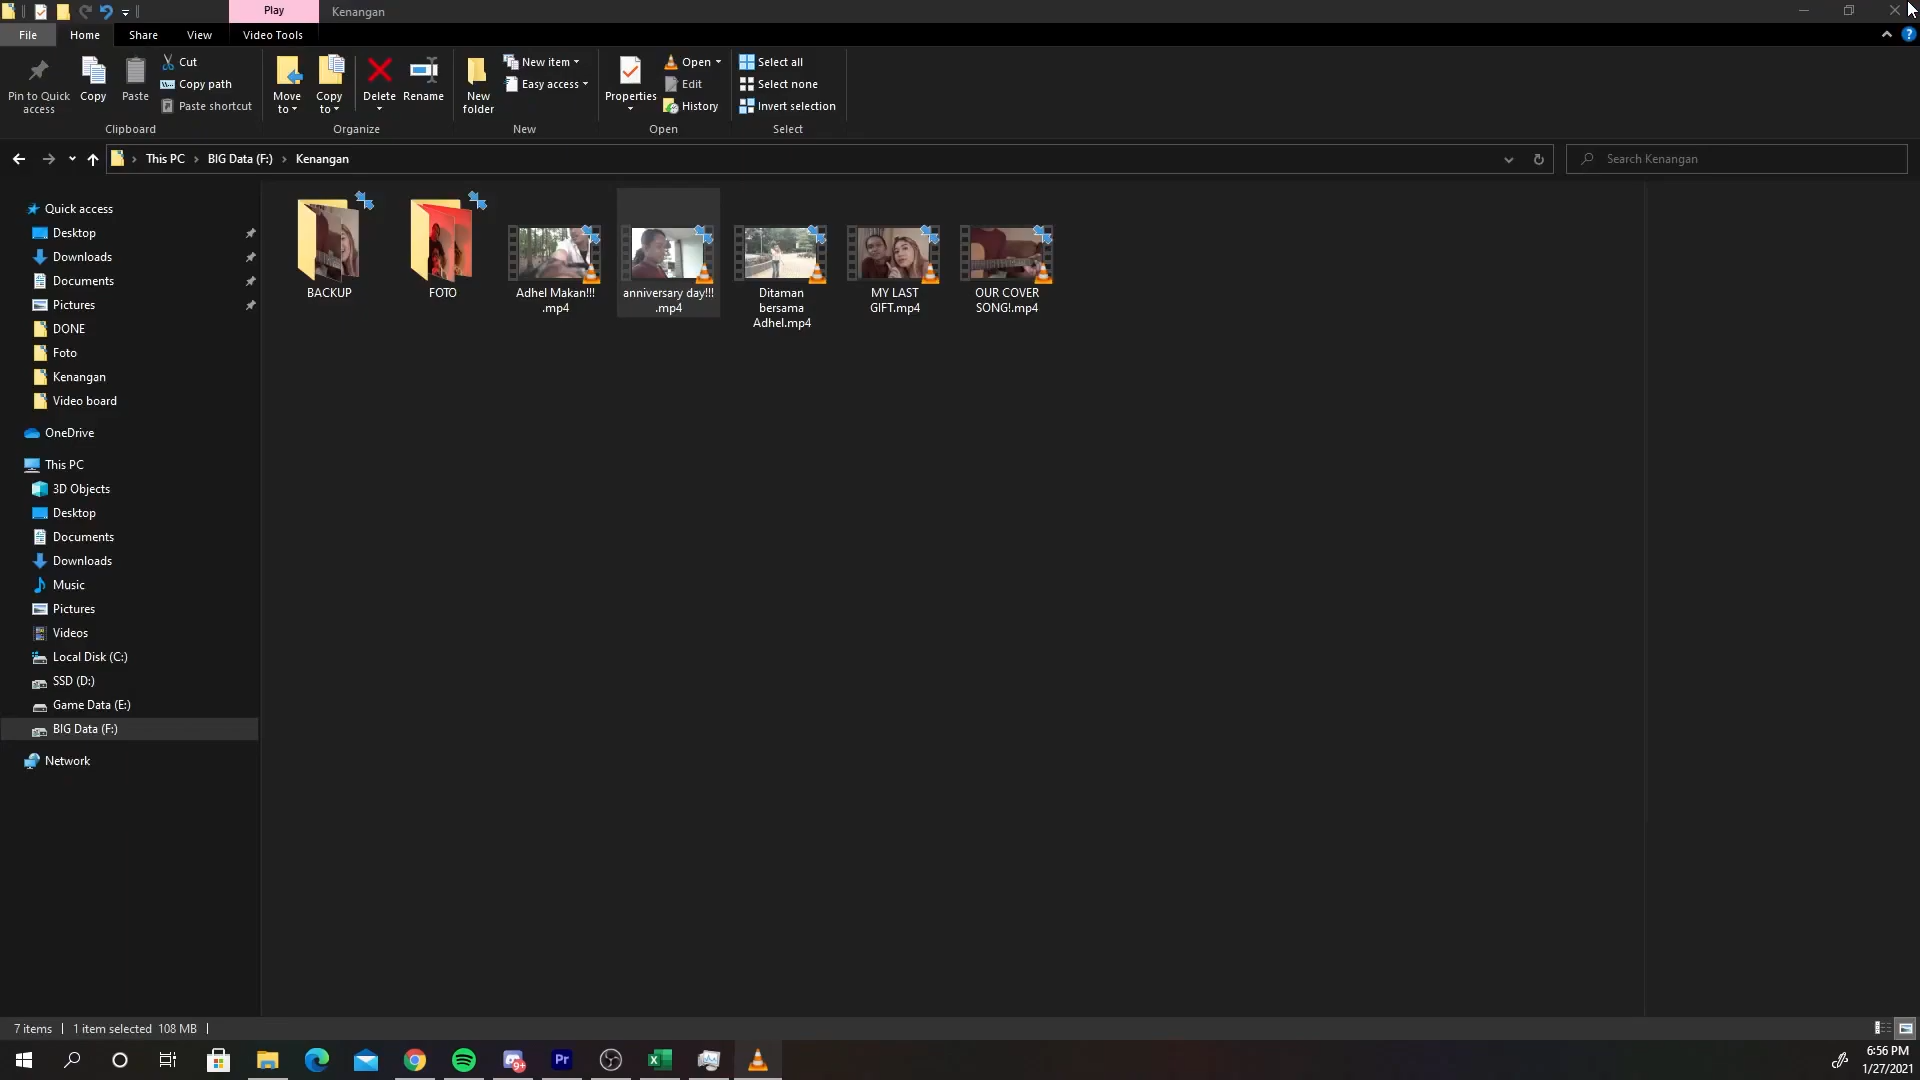 Play
Kenangan
File
Home
Share
View
Video Tools
Pin to Quick
access
Copy
Paste
Cut
Copy path
Paste shortcut
Clipboard
Move
to
Copy
to
Delete
Rename
Organize
New
folder
New item
Easy access
New
Properties
Open
Edit
History
Open
Select all
Select none
Invert selection
Select
This PC > BIG Data (F:) > Kenangan
Search Kenangan
Quick access
Desktop
Downloads
Documents
Pictures
DONE
Foto
Kenangan
Video board
OneDrive
This PC
3D Objects
Desktop
Documents
Downloads
Music
Pictures
Videos
Local Disk (C:)
SSD (D:)
Game Data (E:)
BIG Data (F:)
Network
BACKUP
FOTO
Adhel Makan!!!
.mp4
anniversary day!!!
.mp4
Ditaman
bersama
Adhel.mp4
MY LAST
GIFT.mp4
OUR COVER
SONG!.mp4
7 items
1 item selected 108 MB
9+
Pr
6:56 PM
1/27/2021